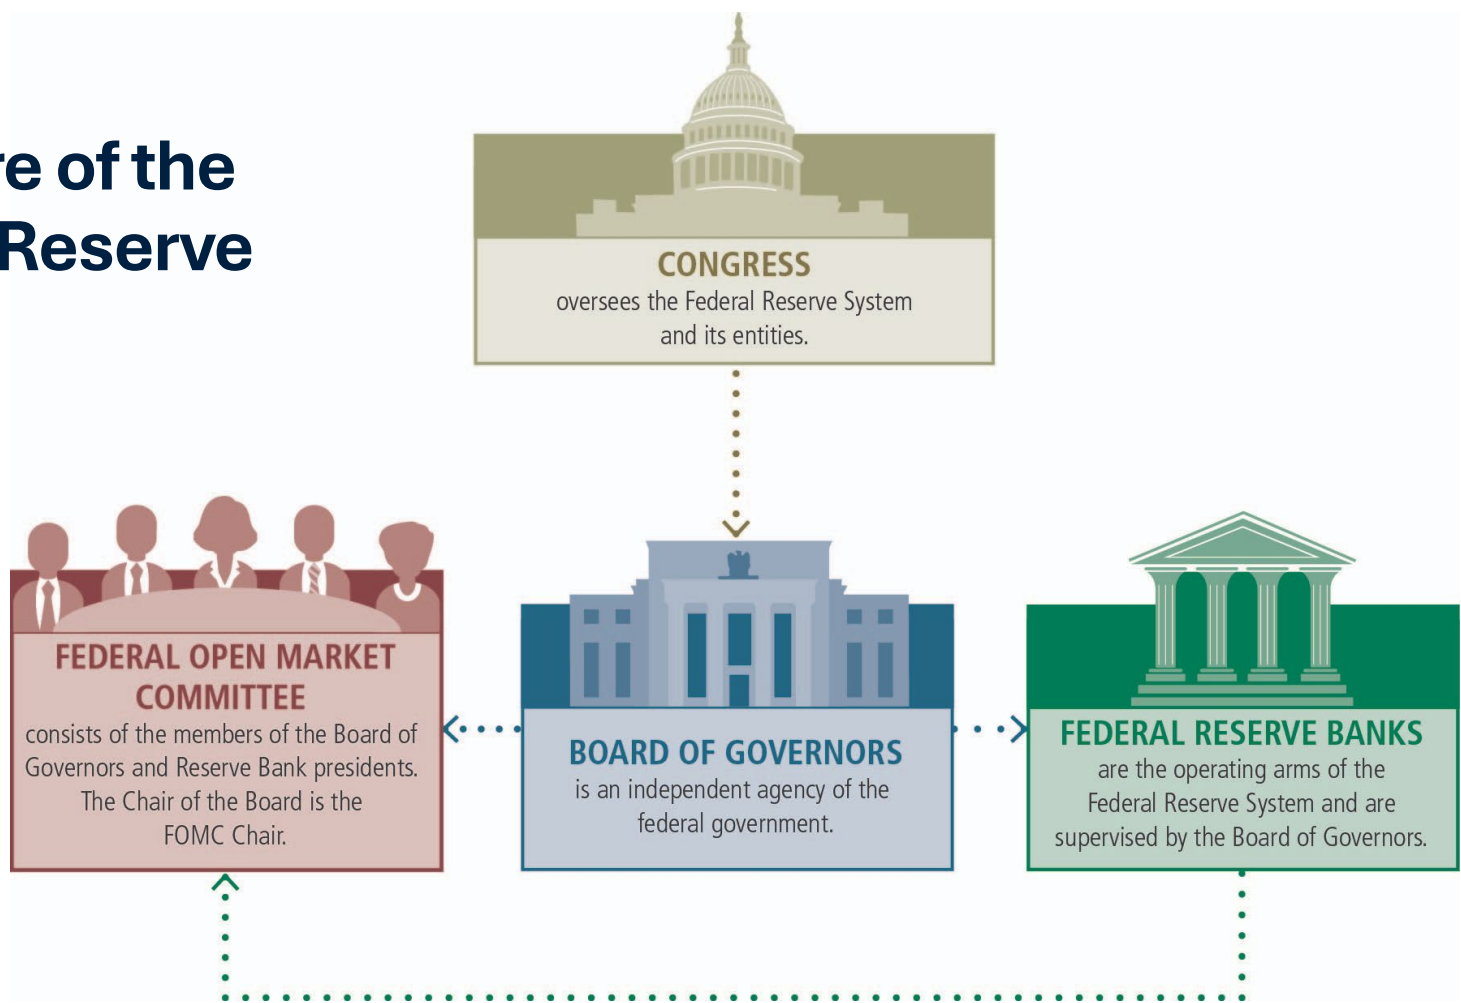 re of the
Reserve
CONGRESS
oversees the Federal Reserve System
and its entities.
FEDERAL OPEN MARKET
COMMITTEE
consists of the members of the Board of
Governors and Reserve Bank presidents.
The Chair of the Board is the
FOMC Chair.
BOARD OF GOVERNORS
is an independent agency of the
federal government.
FEDERAL RESERVE BANKS
are the operating arms of the
Federal Reserve System and are
supervised by the Board of Governors.